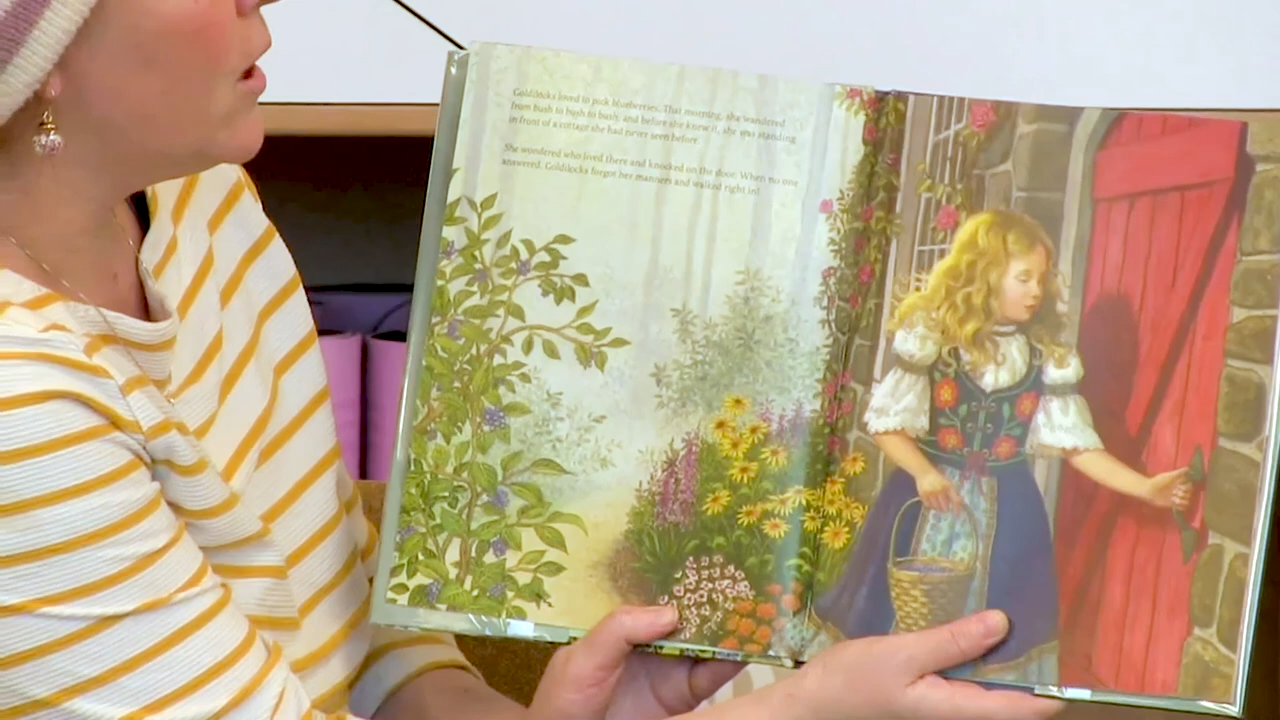 Goldilocks loved to pick blueberries. That morning, she wandered
from bush to bush to bush, and before she knew it, she was standing
in front of a cottage she had never seen before.
She wondered who lived there and knocked on the door. When no one
answered, Goldilocks forgot her manners and walked right in!